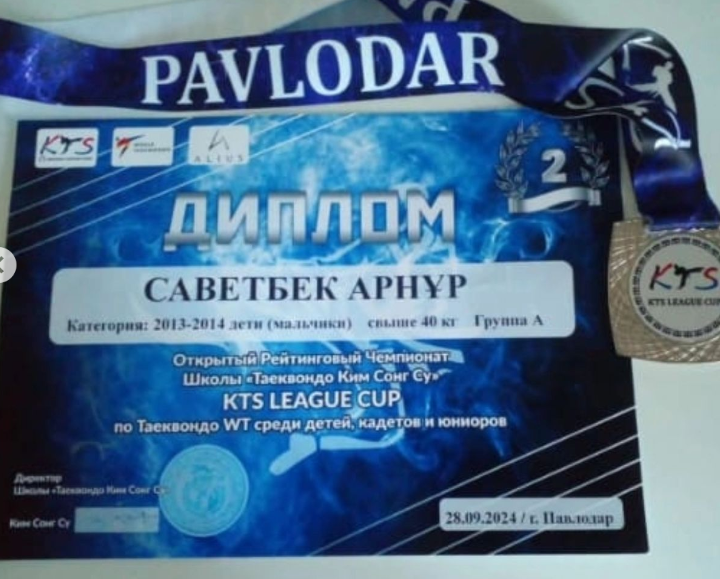 PAVLODAR
KTS
WORLD TAEKWONDO
ALIUS
2
ДИПЛОМ
САВЕТБЕК АРНҰР
Категория: 2013-2014 дети (мальчики) свыше 40 кг Группа А
Открытый Рейтинговый Чемпионат
Школы «Таеквондо Ким Сонг Су»
KTS LEAGUE CUP
по Таеквондо WT среди детей, кадетов и юниоров
Директор
Школы «Таеквондо Ким Сонг Су»
Ким Сонг Су
28.09.2024 / г. Павлодар
KTS
KTS LEAGUE CUP